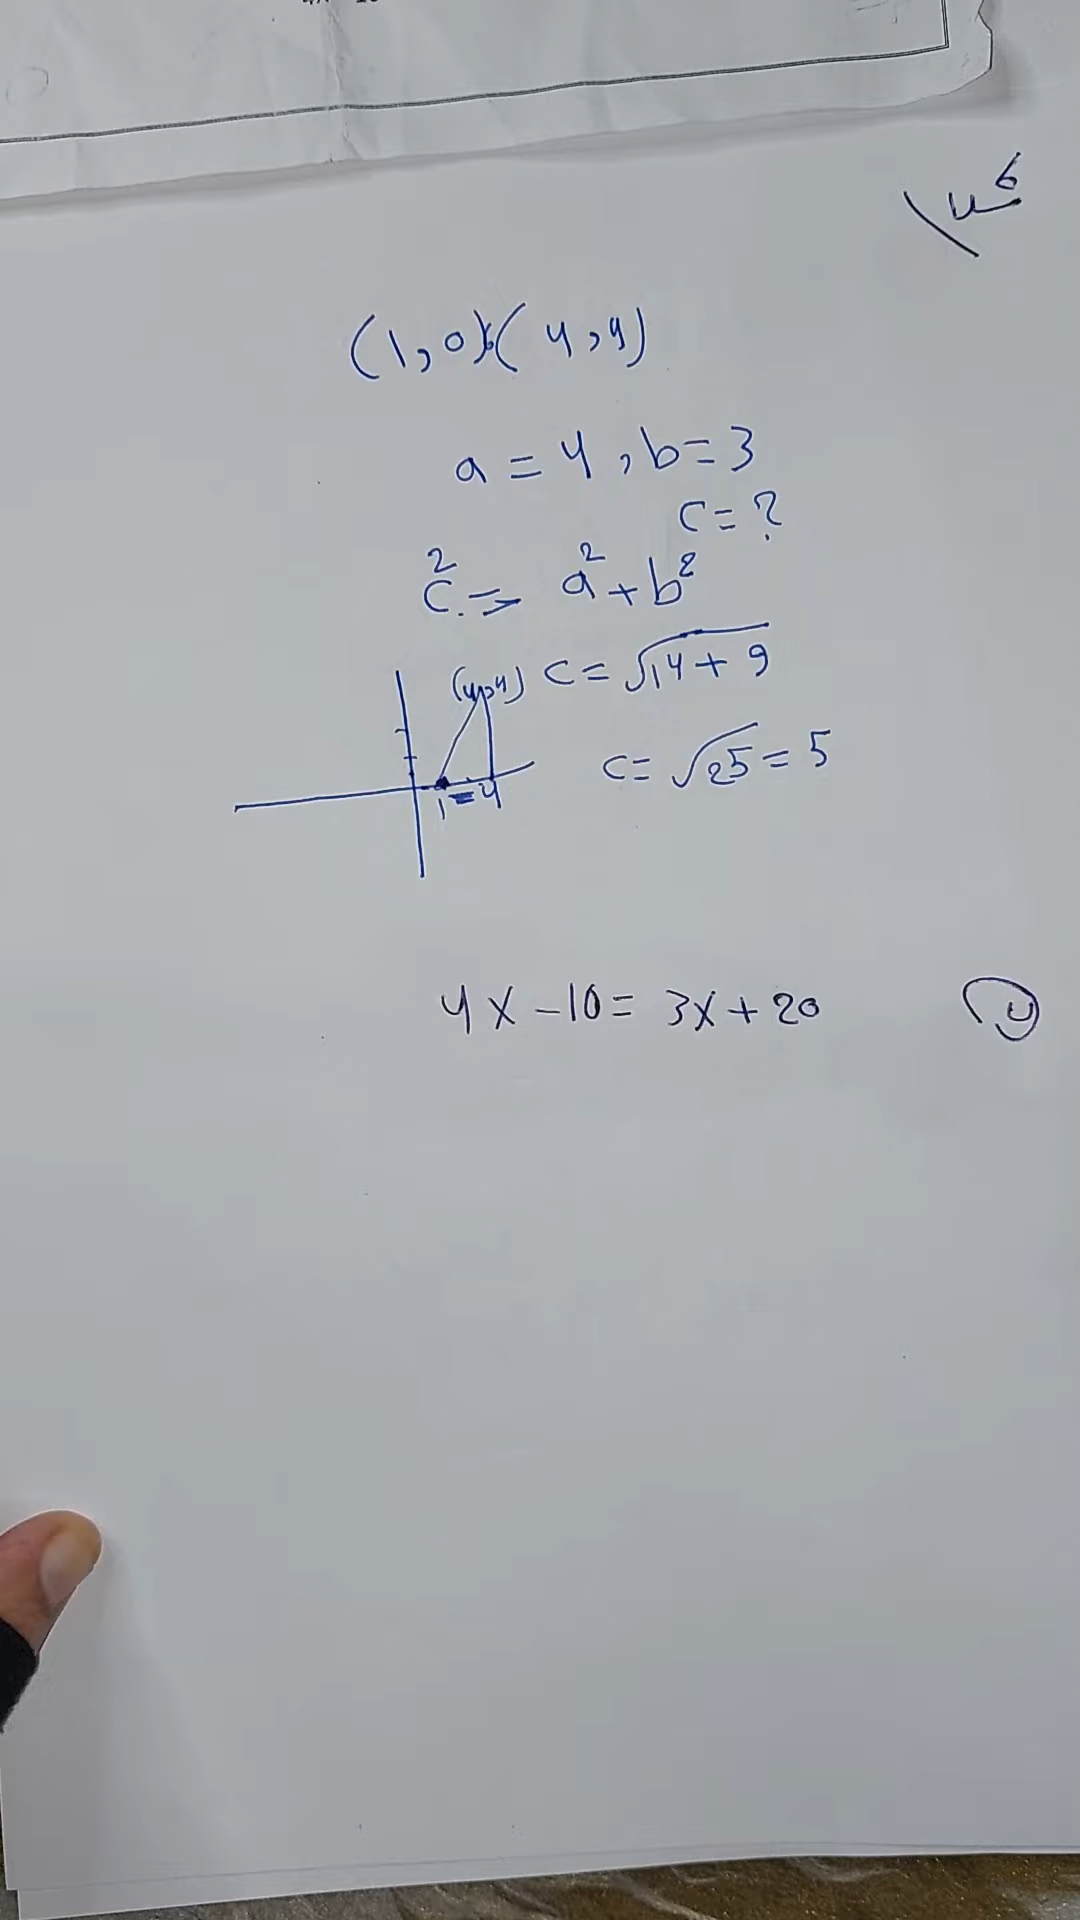 (1,0), (4,4)
a = 4, b = 3
c = ?
c² => a² + b²
(4,4) c = √14 + 9
c = √25 = 5
1 = 4
4x - 10 = 3x + 20